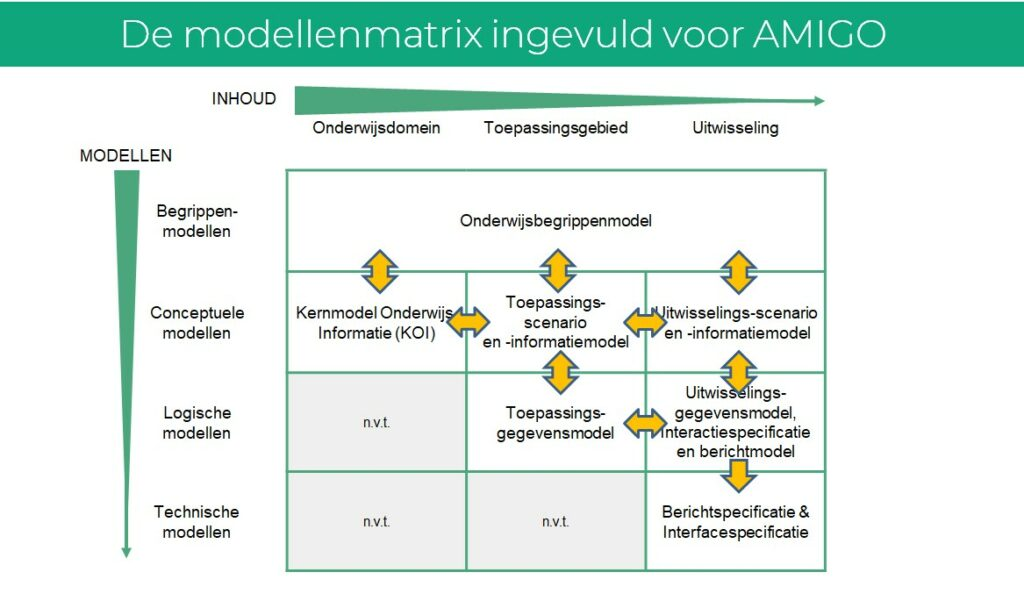 De modellenmatrix ingevuld voor AMIGO
INHOUD
Onderwijsdomein
Toepassingsgebied
Uitwisseling
MODELLEN
Begrippen-
modellen
Onderwijsbegrippenmodel
Conceptuele
modellen
Kernmodel Onderwijs
Informatie (KOI)
Toepassings-
scenario
en -informatiemodel
Uitwisselings-scenario
en -informatiemodel
Logische
modellen
n.v.t.
Toepassings-
gegevensmodel
Uitwisselings-
gegevensmodel,
Interactiespecificatie
en berichtmodel
Technische
modellen
n.v.t.
n.v.t.
Berichtspecificatie &
Interfacespecificatie